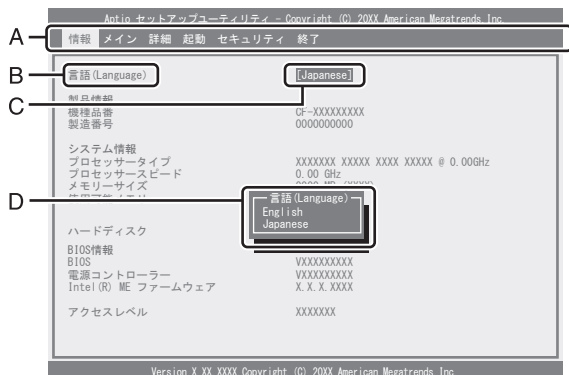 Aptio セットアップユーティリティ - Copyright (C) 20XX American Megatrends, Inc.
A
情報 メイン 詳細 起動 セキュリティ 終了
B
言語(Language) [Japanese]
C
製品情報
機種品番 CF-XXXXXXXXX
製造番号 0000000000
システム情報
プロセッサータイプ XXXXXXX XXXXX XXXX XXXXX @ 0.00GHz
プロセッサースピード 0.00 GHz
メモリーサイズ
D
言語(Language)
English
Japanese
ハードディスク
BIOS情報
BIOS VXXXXXXXXX
電源コントローラー VXXXXXXXXX
Intel(R) ME ファームウェア X.X.X.XXXX
アクセスレベル XXXXXXX
Version X.XX.XXXX Copyright (C) 20XX American Megatrends, Inc.